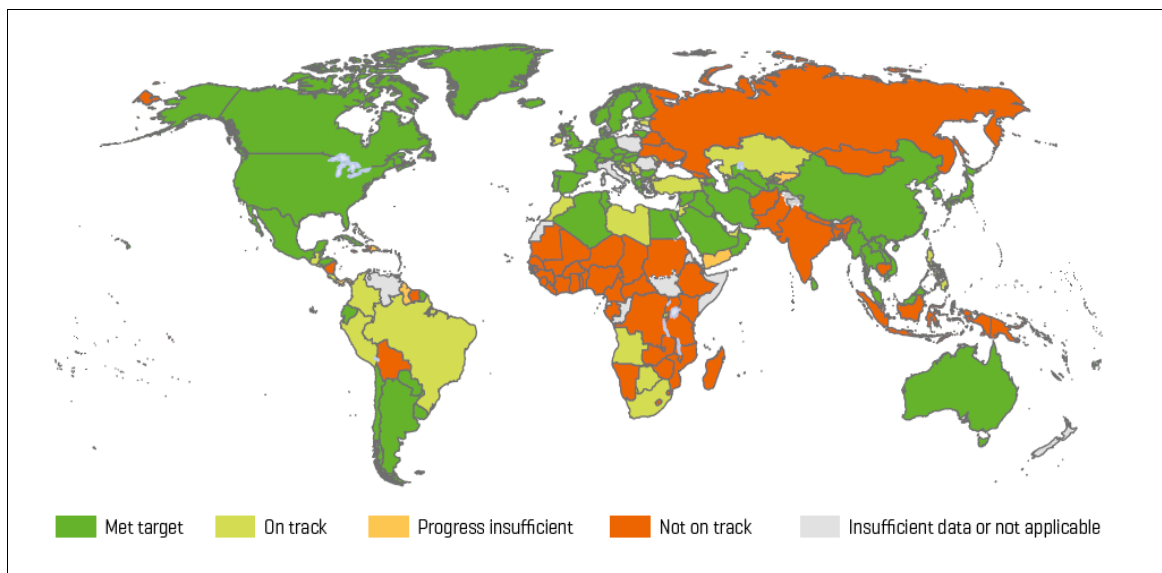 Met target On track Progress insufficient Not on track Insufficient data or not applicable